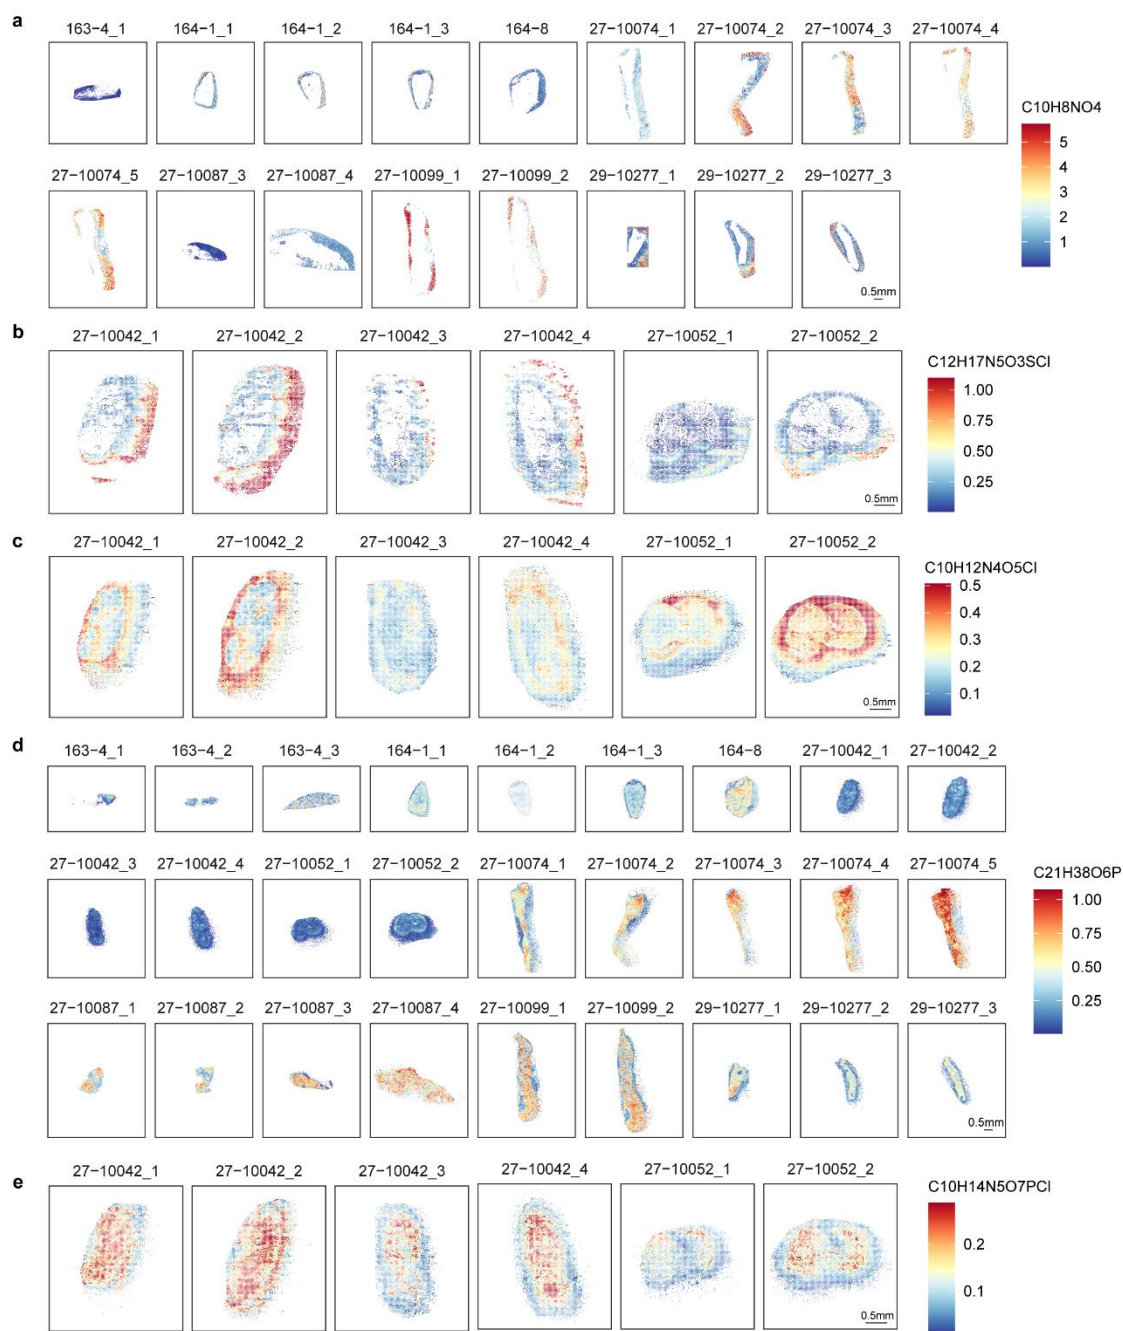 a
163-4_1 164-1_1 164-1_2 164-1_3 164-8 27-10074_1 27-10074_2 27-10074_3 27-10074_4
C10H8NO4
5
4
3
2
1
27-10074_5 27-10087_3 27-10087_4 27-10099_1 27-10099_2 29-10277_1 29-10277_2 29-10277_3
0.5mm
b
27-10042_1 27-10042_2 27-10042_3 27-10042_4 27-10052_1 27-10052_2
C12H17N5O3SCl
1.00
0.75
0.50
0.25
0.5mm
c
27-10042_1 27-10042_2 27-10042_3 27-10042_4 27-10052_1 27-10052_2
C10H12N4O5Cl
0.5
0.4
0.3
0.2
0.1
0.5mm
d
163-4_1 163-4_2 163-4_3 164-1_1 164-1_2 164-1_3 164-8 27-10042_1 27-10042_2
27-10042_3 27-10042_4 27-10052_1 27-10052_2 27-10074_1 27-10074_2 27-10074_3 27-10074_4 27-10074_5
C21H38O6P
1.00
0.75
0.50
0.25
27-10087_1 27-10087_2 27-10087_3 27-10087_4 27-10099_1 27-10099_2 29-10277_1 29-10277_2 29-10277_3
0.5mm
e
27-10042_1 27-10042_2 27-10042_3 27-10042_4 27-10052_1 27-10052_2
C10H14N5O7PCl
0.2
0.1
0.5mm